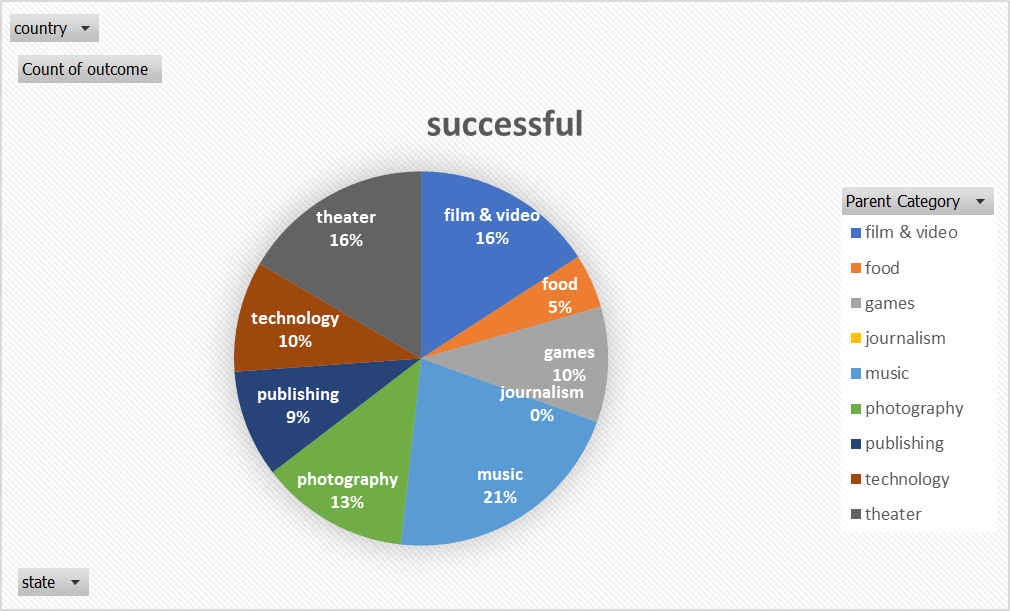 country
Count of outcome
successful
theater
16%
film & video
16%
food
5%
technology
10%
games
10%
journalism
0%
publishing
9%
photography
13%
music
21%
Parent Category
film & video
food
games
journalism
music
photography
publishing
technology
theater
state